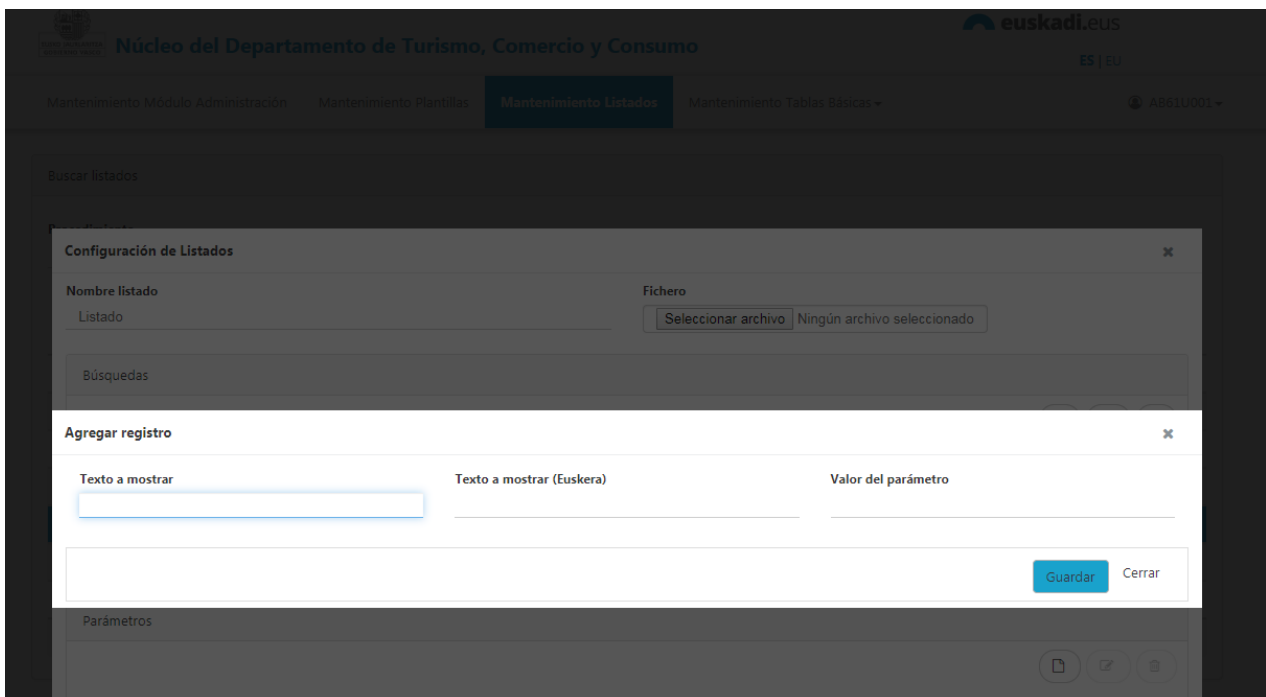 euskadi.eus
Núcleo del Departamento de Turismo, Comercio y Consumo
ES | EU
Mantenimiento Módulo Administración Mantenimiento Plantillas Mantenimiento Listados Mantenimiento Tablas Básicas AB61U001
Buscar listados
Procedimiento
Configuración de Listados
Nombre listado Fichero
Listado Seleccionar archivo Ningún archivo seleccionado
Búsquedas
Agregar registro
Texto a mostrar Texto a mostrar (Euskera) Valor del parámetro
Guardar Cerrar
Parámetros